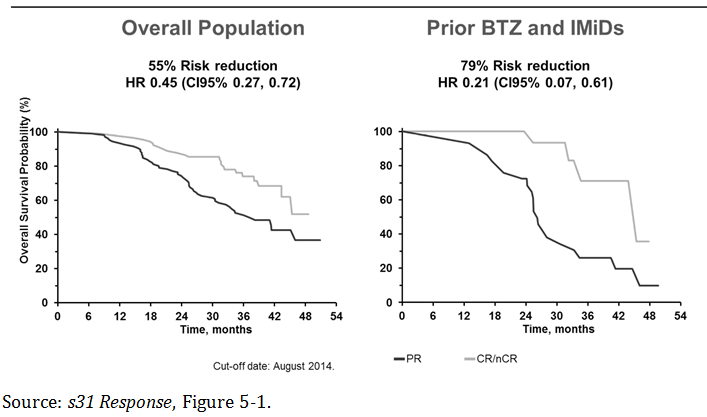 Overall Population
55% Risk reduction
HR 0.45 (CI95% 0.27, 0.72)
Overall Survival Probability (%)
100
80
60
40
20
0
0 6 12 18 24 30 36 42 48 54
Time, months
Cut-off date: August 2014.
Prior BTZ and IMiDs
79% Risk reduction
HR 0.21 (CI95% 0.07, 0.61)
100
80
60
40
20
0
0 6 12 18 24 30 36 42 48 54
Time, months
PR CR/nCR
Source: s31 Response, Figure 5-1.